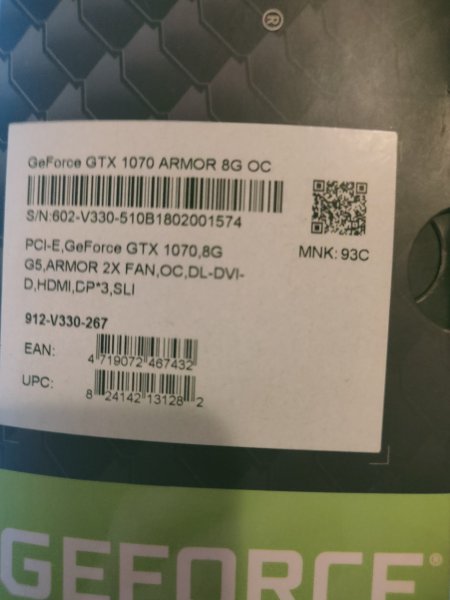 ®
GeForce GTX 1070 ARMOR 8G OC
S/N:602-V330-510B1802001574
PCI-E,GeForce GTX 1070,8G
G5,ARMOR 2X FAN,OC,DL-DVI-
D,HDMI,DP*3,SLI
MNK: 93C
912-V330-267
EAN:
4 719072 467432
UPC:
8 24142 13128 2
GEFORCE®